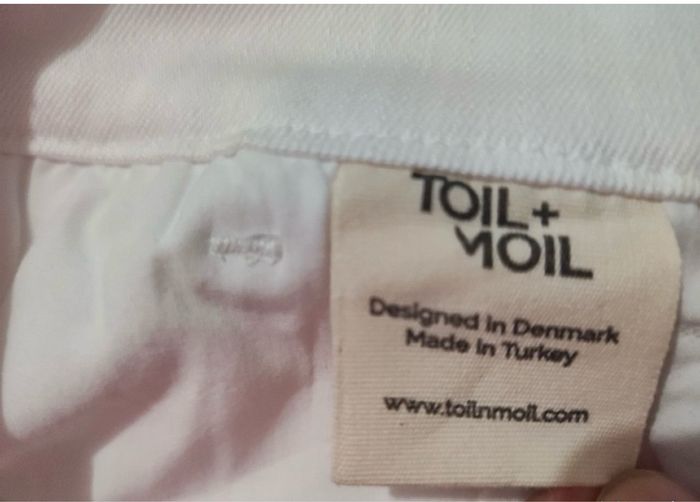 TOIL+
MOIL
Designed in Denmark
Made in Turkey
www.toilnmoil.com